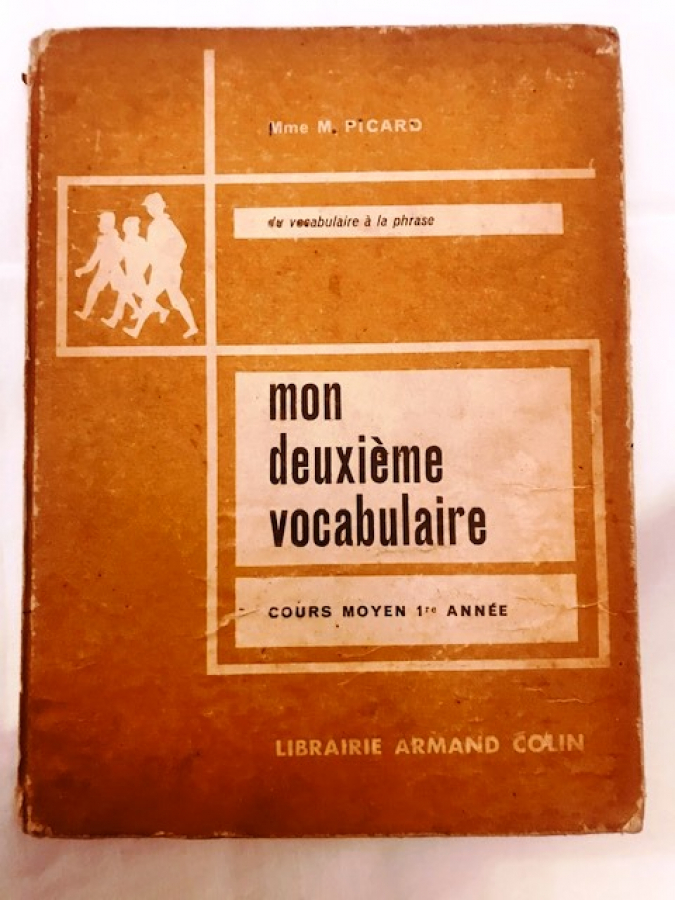 Mme M. PICARD
du vocabulaire à la phrase
mon
deuxième
vocabulaire
COURS MOYEN 1re ANNÉE
LIBRAIRIE ARMAND COLIN